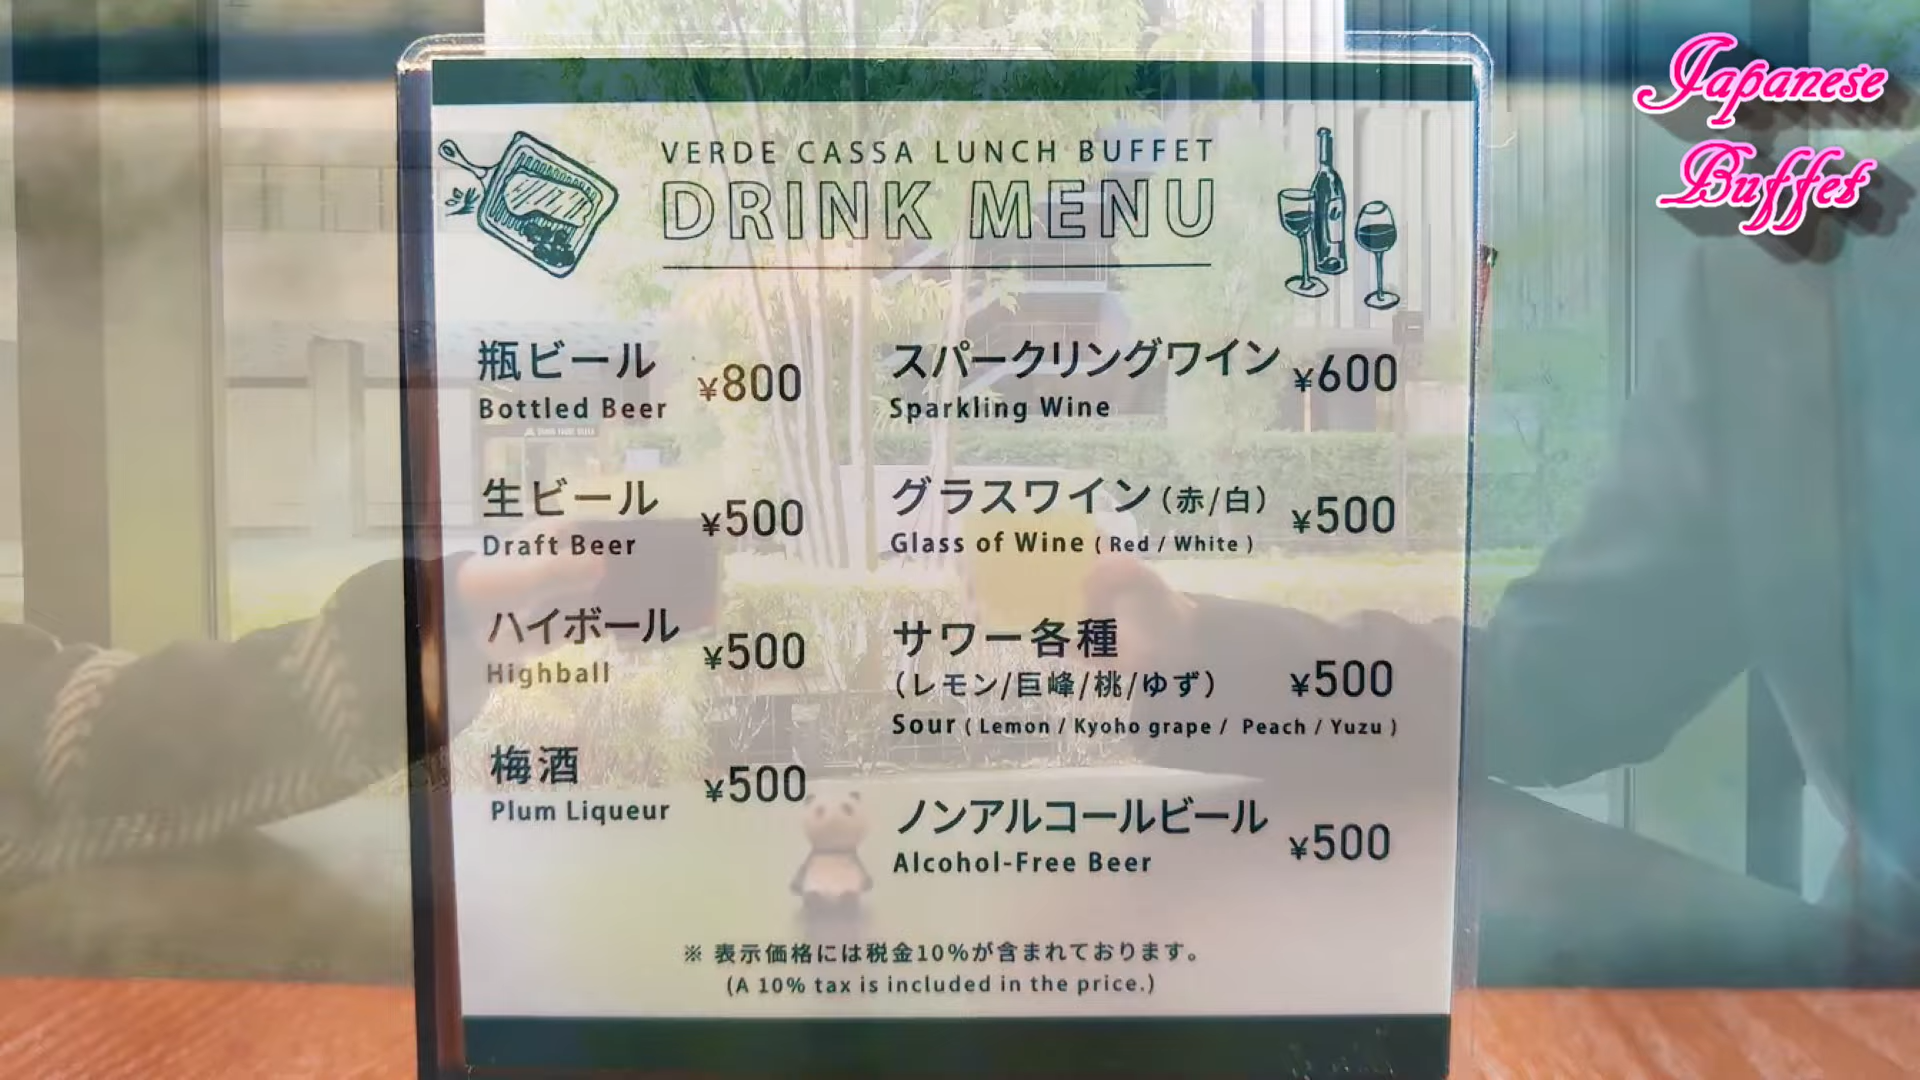 Japanese
Buffet
VERDE CASSA LUNCH BUFFET
DRINK MENU
瓶ビール ¥800
Bottled Beer
生ビール ¥500
Draft Beer
ハイボール ¥500
Highball
梅酒 ¥500
Plum Liqueur
スパークリングワイン ¥600
Sparkling Wine
グラスワイン（赤/白） ¥500
Glass of Wine ( Red / White )
サワー各種
（レモン/巨峰/桃/ゆず） ¥500
Sour ( Lemon / Kyoho grape / Peach / Yuzu )
ノンアルコールビール ¥500
Alcohol-Free Beer
※ 表示価格には税金10%が含まれております。
(A 10% tax is included in the price.)